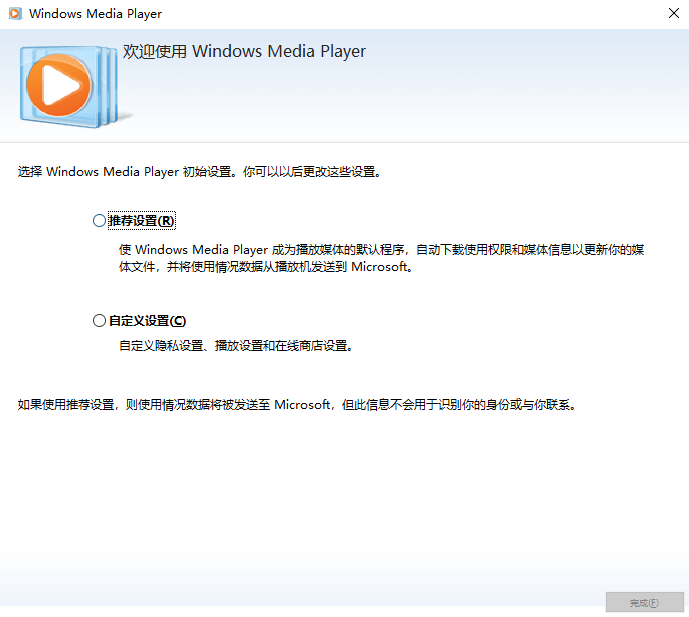 Windows Media Player
欢迎使用 Windows Media Player
选择 Windows Media Player 初始设置。你可以以后更改这些设置。
推荐设置(R)
使 Windows Media Player 成为播放媒体的默认程序，自动下载使用权限和媒体信息以更新你的媒
体文件，并将使用情况数据从播放机发送到 Microsoft。
自定义设置(C)
自定义隐私设置、播放设置和在线商店设置。
如果使用推荐设置，则使用情况数据将被发送至 Microsoft，但此信息不会用于识别你的身份或与你联系。
完成(F)